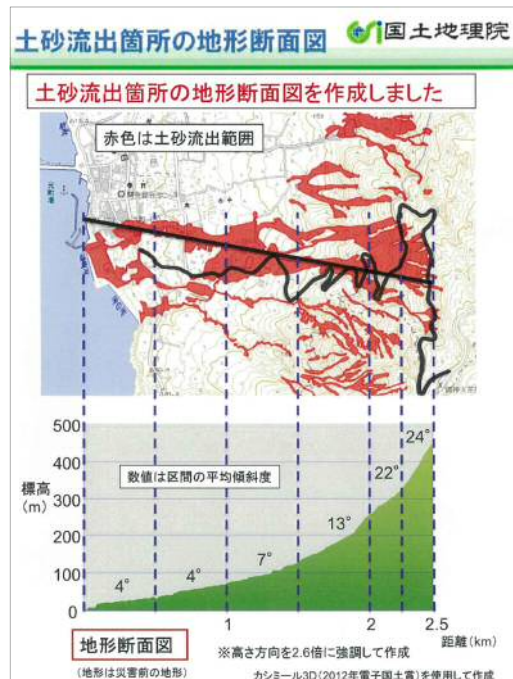 土砂流出箇所の地形断面図
国土地理院
土砂流出箇所の地形断面図を作成しました
赤色は土砂流出範囲
元町港
500
400
標高
(m)
300
200
100
0
数値は区間の平均傾斜度
4°
4°
7°
13°
22°
24°
1
2
2.5
距離(km)
地形断面図
(地形は災害前の地形)
※高さ方向を2.6倍に強調して作成
カシミール3D(2012年電子国土賞)を使用して作成